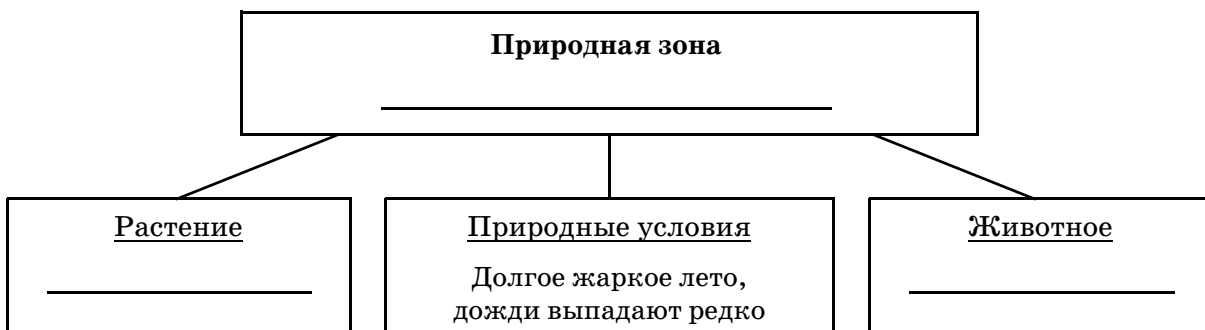 Природная зона
Растение
Природные условия
Долгое жаркое лето,
дожди выпадают редко
Животное